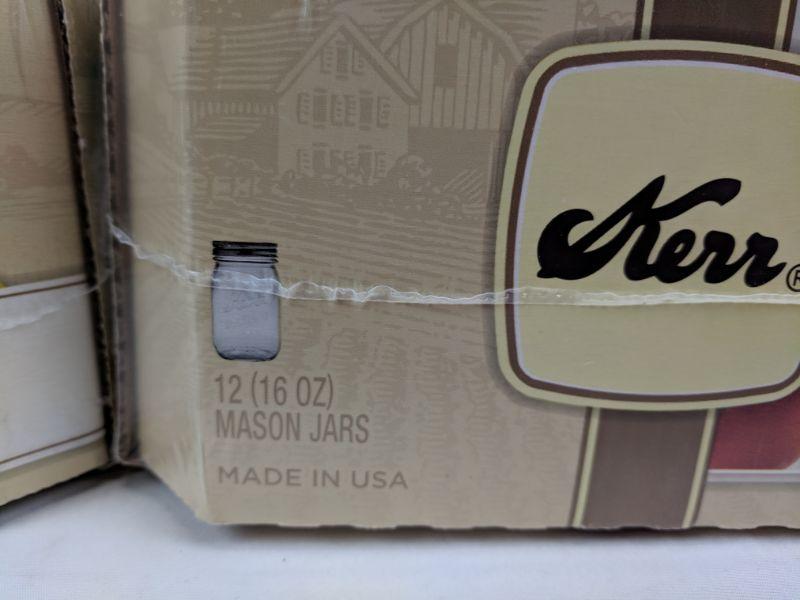 Kerr®
12 (16 OZ)
MASON JARS
MADE IN USA